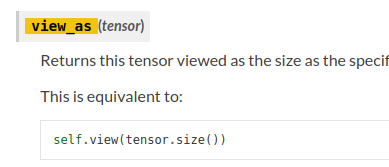 view_as(tensor)
Returns this tensor viewed as the size as the
This is equivalent to:
self.view(tensor.size())